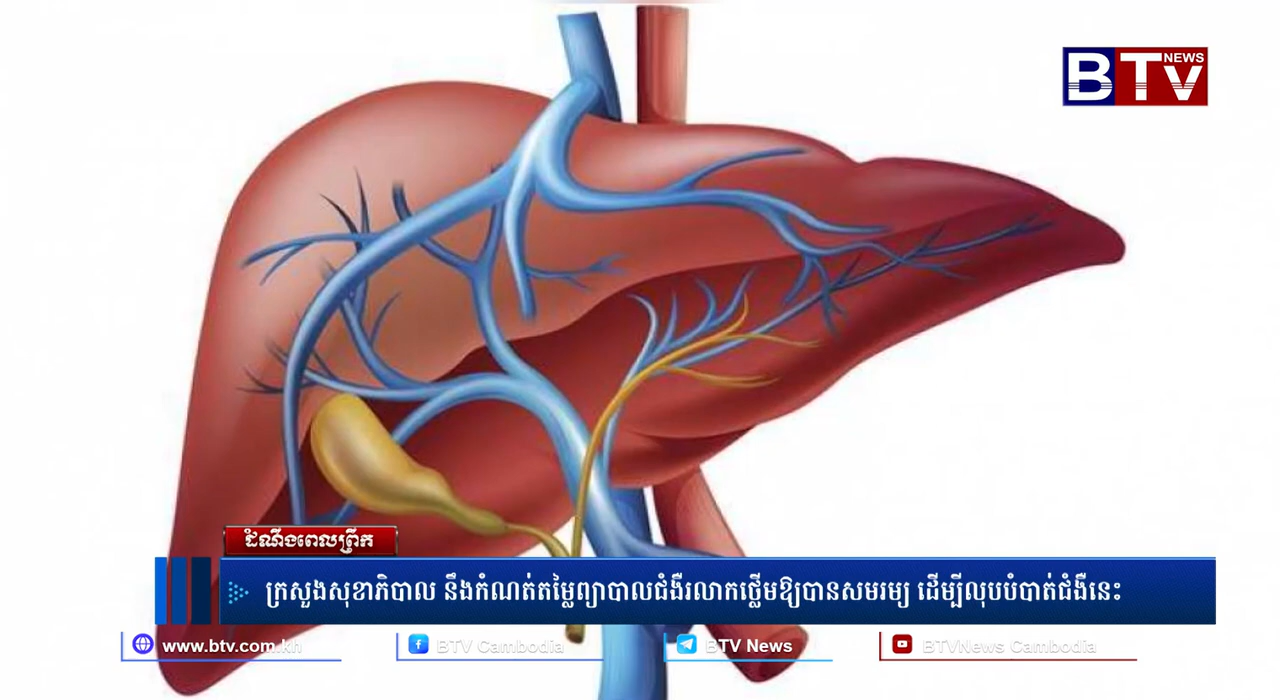 BTV NEWS
ដំណឹងពេលព្រឹក
ក្រសួងសុខាភិបាល នឹងកំណត់តម្លៃព្យាបាលជំងឺរលាកថ្លើមឱ្យបានសមរម្យ ដើម្បីលុបបំបាត់ជំងឺនេះ
www.btv.com.kh
BTV Cambodia
BTV News
BTVNews Cambodia